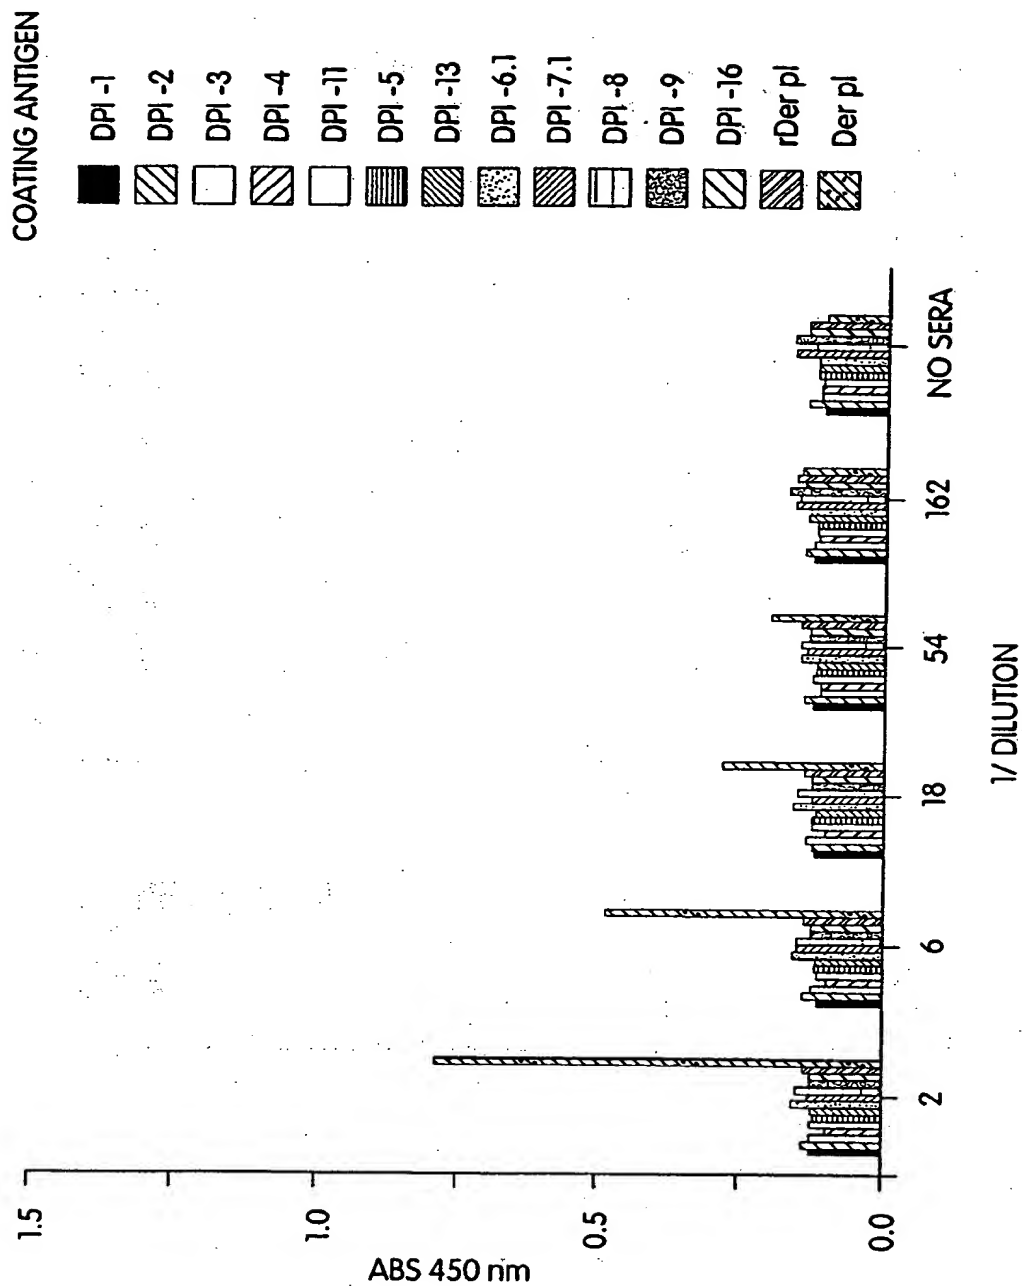 COATING ANTIGEN
DPI-1
DPI-2
DPI-3
DPI-4
DPI-11
DPI-5
DPI-13
DPI-6.1
DPI-7.1
DPI-8
DPI-9
DPI-16
rDer pI
Der pI
1.5
1.0
0.5
0.0
ABS 450 nm
2
6
18
54
162
NO SERA
1/ DILUTION